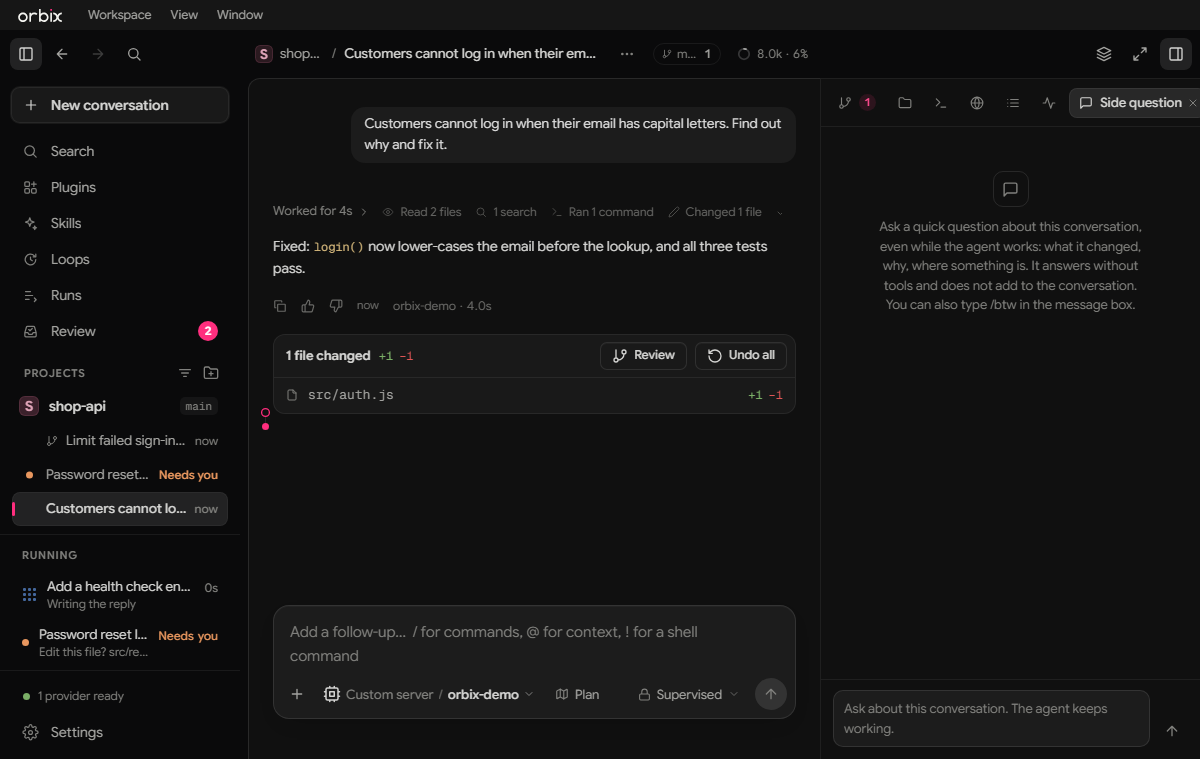 orbix
Workspace View Window
S shop... / Customers cannot log in when their em... m... 1 8.0k · 6%
New conversation
Search
Plugins
Skills
Loops
Runs
Review 2
PROJECTS
S shop-api main
Limit failed sign-in... now
Password reset... Needs you
Customers cannot lo... now
RUNNING
Add a health check en... 0s
Writing the reply
Password reset l... Needs you
Edit this file? src/re...
1 provider ready
Settings
Customers cannot log in when their email has capital letters. Find out
why and fix it.
Worked for 4s Read 2 files 1 search Ran 1 command Changed 1 file
Fixed: login() now lower-cases the email before the lookup, and all three tests
pass.
now orbix-demo · 4.0s
1 file changed +1 −1 Review Undo all
src/auth.js +1 −1
Add a follow-up... / for commands, @ for context, ! for a shell
command
Custom server / orbix-demo Plan Supervised
1 Side question
Ask a quick question about this conversation,
even while the agent works: what it changed,
why, where something is. It answers without
tools and does not add to the conversation.
You can also type /btw in the message box.
Ask about this conversation. The agent keeps
working.